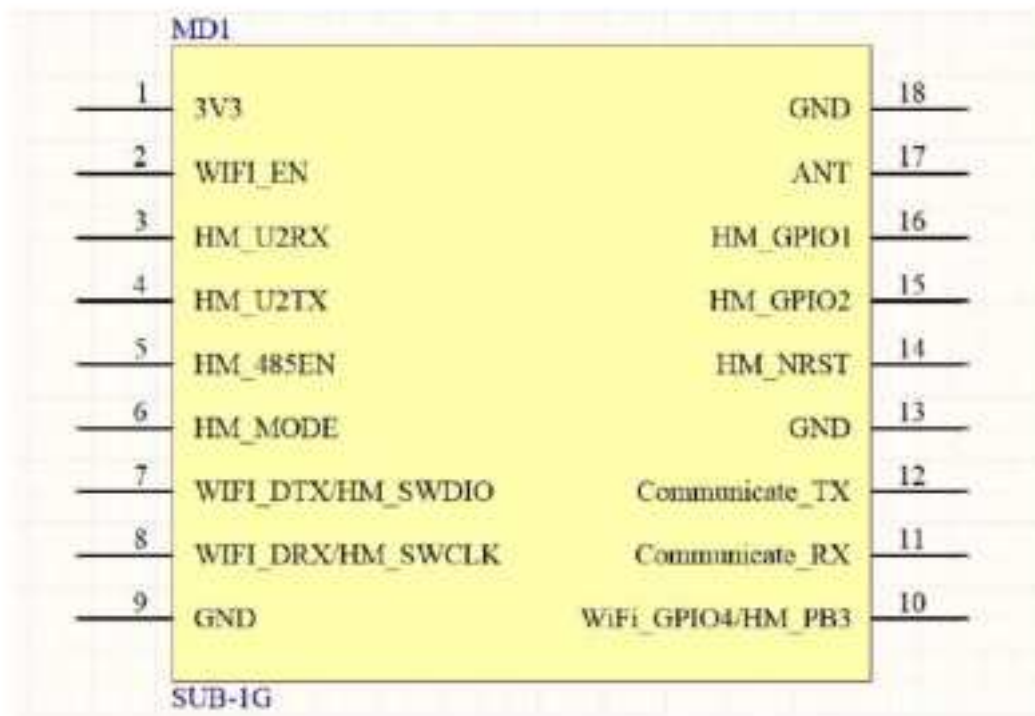 MD1
1 3V3 GND 18
2 WIFI_EN ANT 17
3 HM_U2RX HM_GPIO1 16
4 HM_U2TX HM_GPIO2 15
5 HM_485EN HM_NRST 14
6 HM_MODE GND 13
7 WIFI_DTX/HM_SWDIO Communicate_TX 12
8 WIFI_DRX/HM_SWCLK Communicate_RX 11
9 GND WiFi_GPIO4/HM_PB3 10
SUB-1G